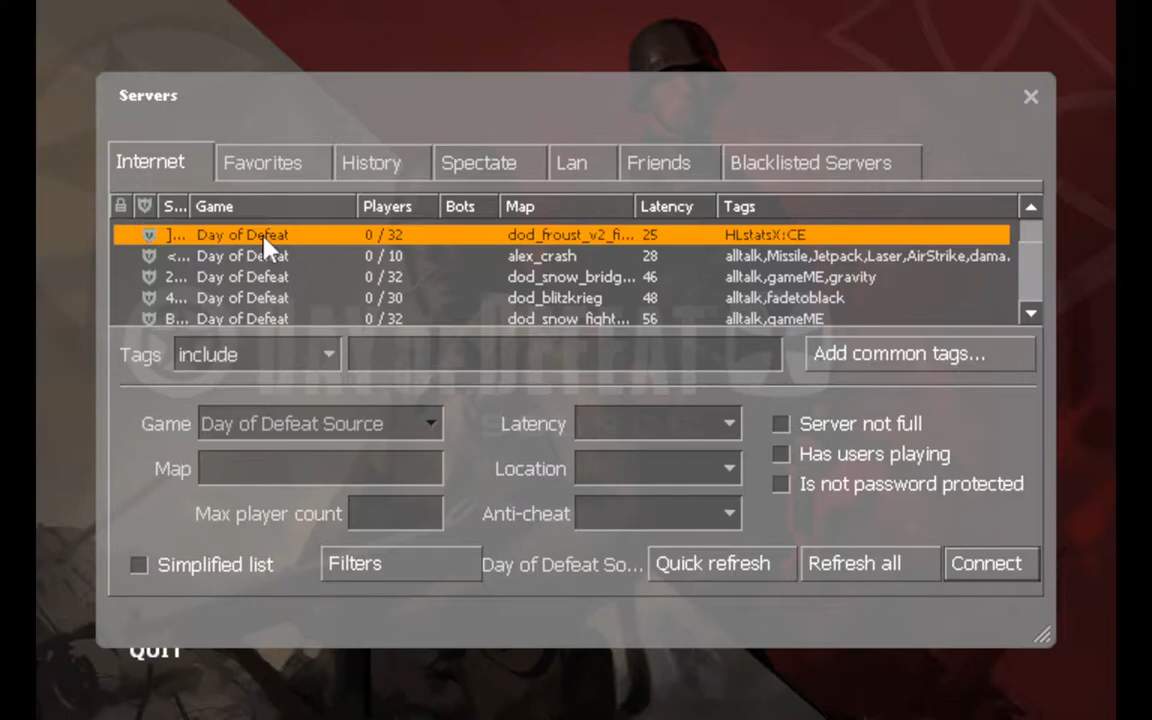 Servers
Internet Favorites History Spectate Lan Friends Blacklisted Servers
S... Game Players Bots Map Latency Tags
]... Day of Defeat 0 / 32 dod_froust_v2_fi... 25 HLstatsX:CE
<... Day of Defeat 0 / 10 alex_crash 28 alltalk,Missile,Jetpack,Laser,AirStrike,dama.
2... Day of Defeat 0 / 32 dod_snow_bridg... 46 alltalk,gameME,gravity
4... Day of Defeat 0 / 30 dod_blitzkrieg 48 alltalk,fadetoblack
B... Day of Defeat 0 / 32 dod_snow_fight... 56 alltalk,gameME
DAY OF DEFEAT
Tags include Add common tags...
Game Day of Defeat Source Latency Server not full
Map Location Has users playing
Is not password protected
Max player count Anti-cheat
Simplified list Filters Day of Defeat So... Quick refresh Refresh all Connect
QUIT